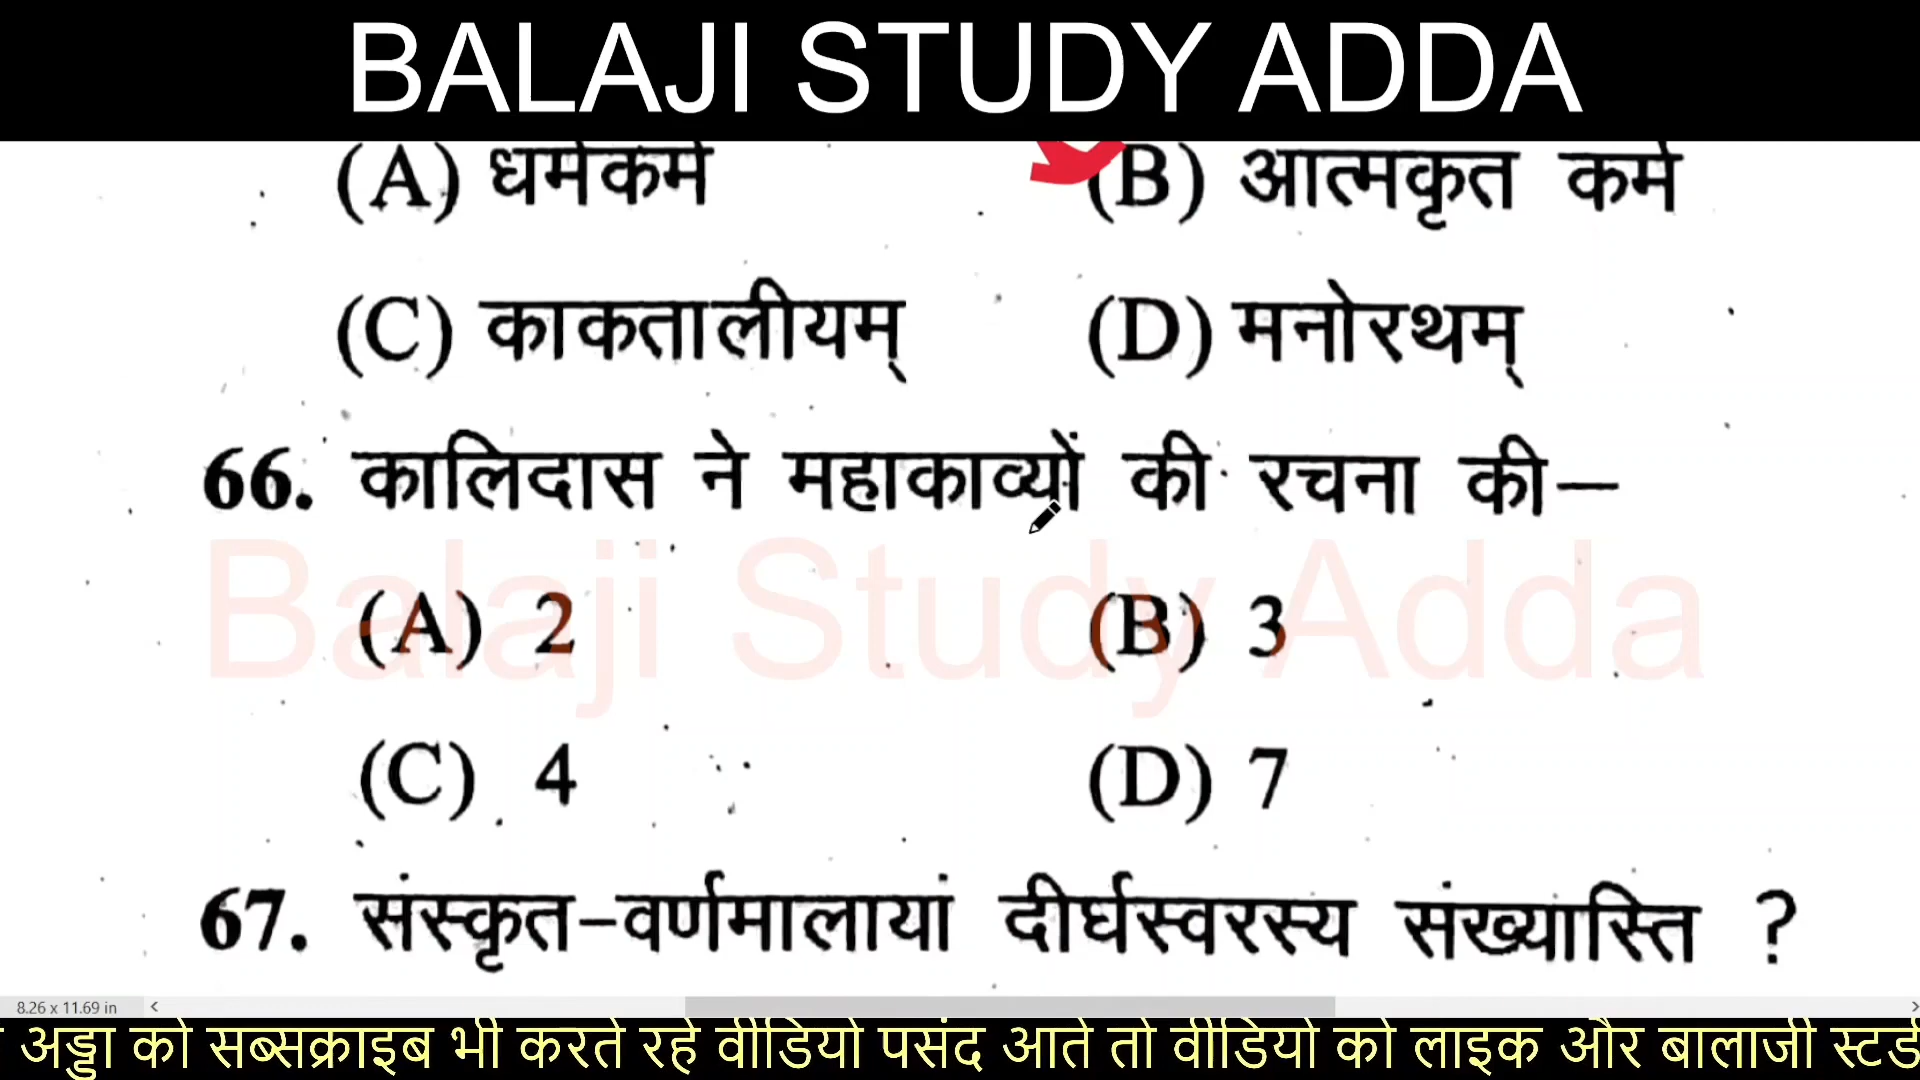 BALAJI STUDY ADDA
(A) धर्मकर्म (B) आत्मकृत कर्म
(C) काकतालीयम् (D) मनोरथम्
66. कालिदास ने महाकाव्यों की रचना की—
Balaji Study Adda
(A) 2 (B) 3
(C) 4 (D) 7
67. संस्कृत-वर्णमालायां दीर्घस्वरस्य संख्यास्ति ?
8.26 x 11.69 in
अड्डा को सब्सक्राइब भी करते रहे वीडियो पसंद आते तो वीडियो को लाइक और बालाजी स्टड